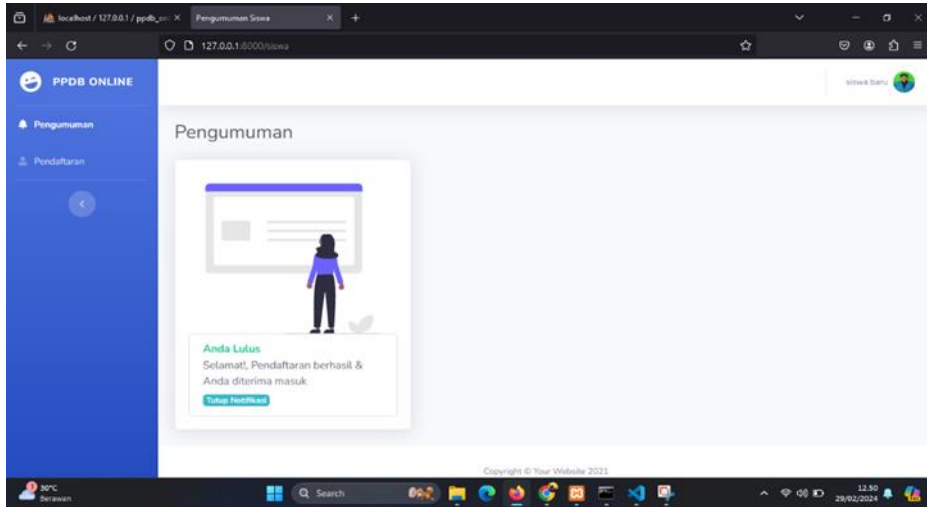 localhost / 127.0.0.1 / ppdb_
Pengumuman Siswa
127.0.0.1:8000/siswa
PPDB ONLINE
siswa baru
Pengumuman
Pengumuman
Pendaftaran
Anda Lulus
Selamat!, Pendaftaran berhasil &
Anda diterima masuk
Tutup Notifikasi
Copyright © Your Website 2021
1
30°C
Berawan
Search
12.50
29/02/2024